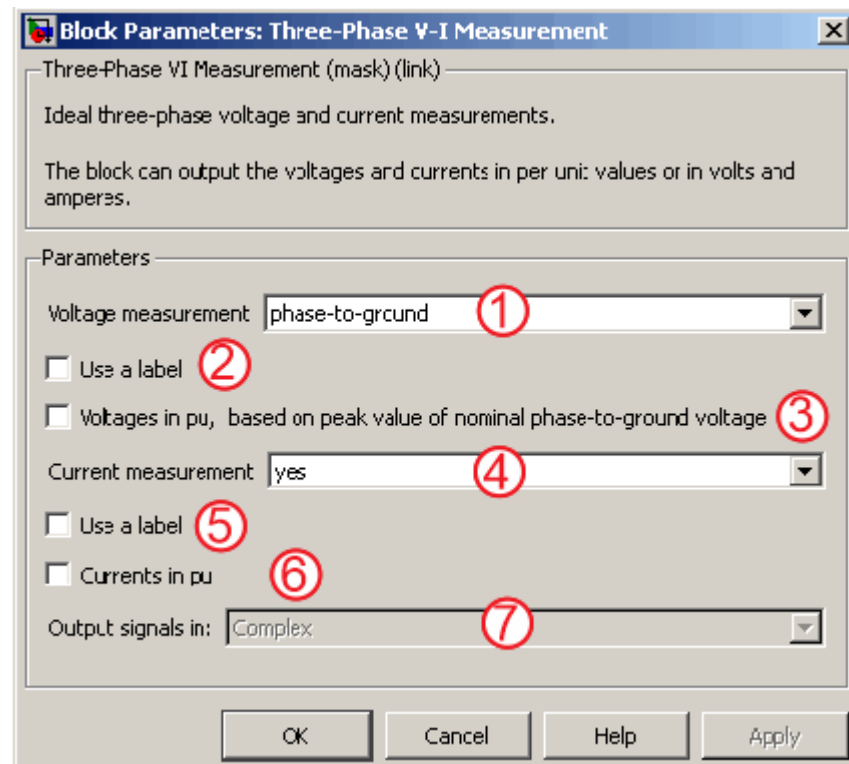 Block Parameters: Three-Phase V-I Measurement
Three-Phase VI Measurement (mask) (link)
Ideal three-phase voltage and current measurements.
The block can output the voltages and currents in per unit values or in volts and
amperes.
Parameters
Voltage measurement phase-to-ground ①
Use a label ②
Voltages in pu, based on peak value of nominal phase-to-ground voltage ③
Current measurement yes ④
Use a label ⑤
Currents in pu ⑥
Output signals in: Complex ⑦
OK Cancel Help Apply